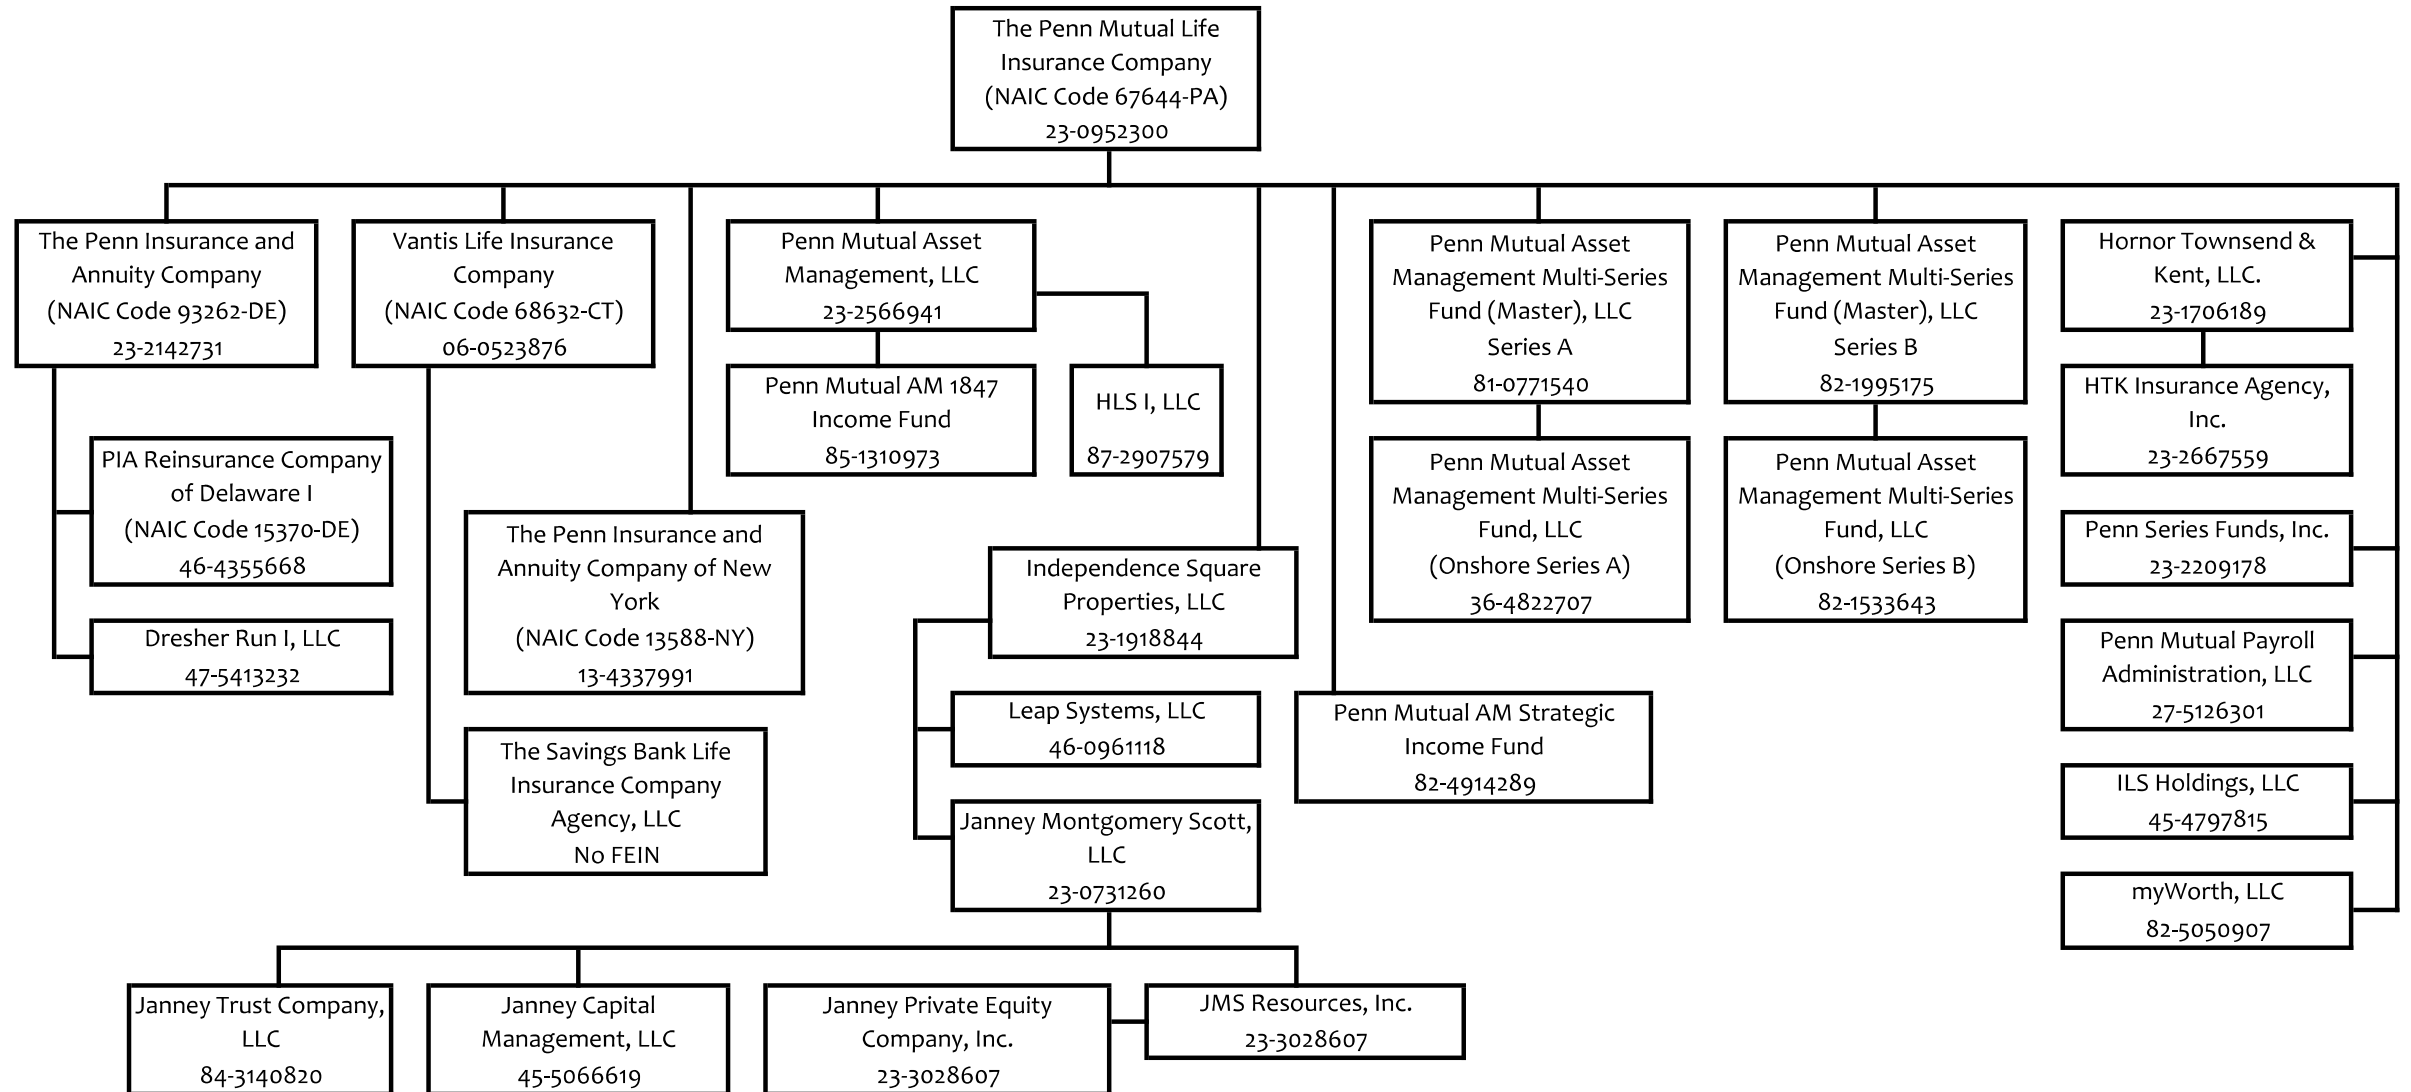 The Penn Mutual Life
Insurance Company
(NAIC Code 67644-PA)
23-0952300
The Penn Insurance and
Annuity Company
(NAIC Code 93262-DE)
23-2142731
Vantis Life Insurance
Company
(NAIC Code 68632-CT)
06-0523876
Penn Mutual Asset
Management, LLC
23-2566941
Penn Mutual Asset
Management Multi-Series
Fund (Master), LLC
Series A
81-0771540
Penn Mutual Asset
Management Multi-Series
Fund (Master), LLC
Series B
82-1995175
Hornor Townsend &
Kent, LLC.
23-1706189
Penn Mutual AM 1847
Income Fund
85-1310973
HLS I, LLC
87-2907579
HTK Insurance Agency,
Inc.
23-2667559
PIA Reinsurance Company
of Delaware I
(NAIC Code 15370-DE)
46-4355668
Penn Mutual Asset
Management Multi-Series
Fund, LLC
(Onshore Series A)
36-4822707
Penn Mutual Asset
Management Multi-Series
Fund, LLC
(Onshore Series B)
82-1533643
The Penn Insurance and
Annuity Company of New
York
(NAIC Code 13588-NY)
13-4337991
Penn Series Funds, Inc.
23-2209178
Independence Square
Properties, LLC
23-1918844
Dresher Run I, LLC
47-5413232
Penn Mutual Payroll
Administration, LLC
27-5126301
Leap Systems, LLC
46-0961118
Penn Mutual AM Strategic
Income Fund
82-4914289
The Savings Bank Life
Insurance Company
Agency, LLC
No FEIN
ILS Holdings, LLC
45-4797815
Janney Montgomery Scott,
LLC
23-0731260
myWorth, LLC
82-5050907
Janney Trust Company,
LLC
84-3140820
Janney Capital
Management, LLC
45-5066619
Janney Private Equity
Company, Inc.
23-3028607
JMS Resources, Inc.
23-3028607